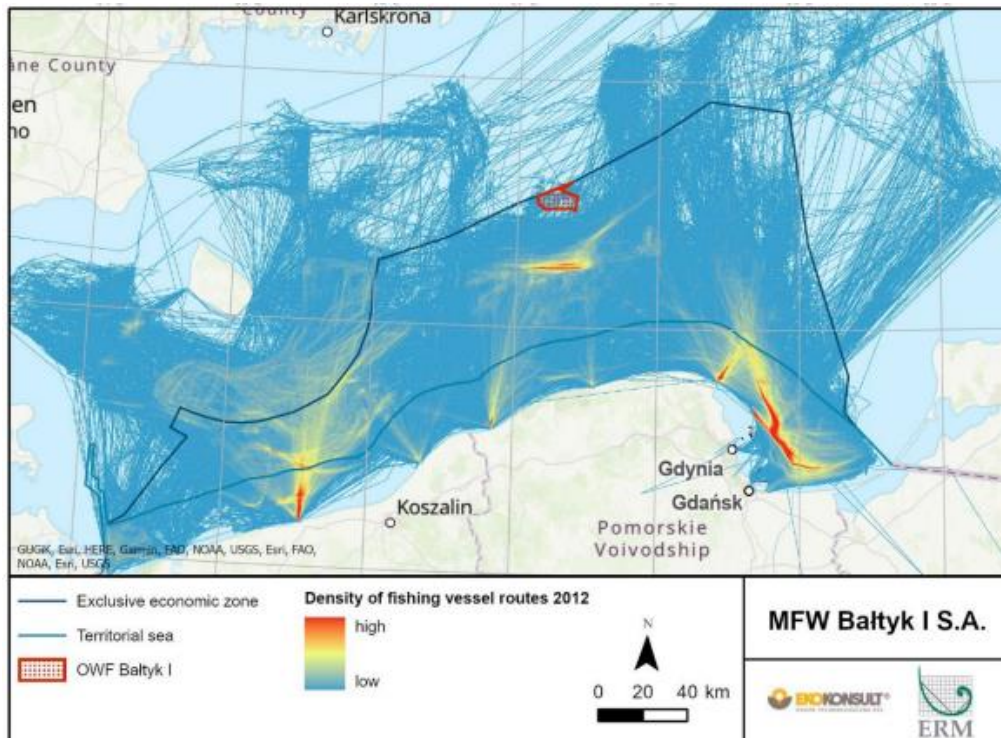 County
Karlskrona
ane County
en
no
Gdynia
Gdańsk
Koszalin
Pomorskie
Voivodship
GUGiK, Esri, HERE, Garmin, FAO, NOAA, USGS, Esri, FAO,
NOAA, Esri, USGS
Exclusive economic zone
Territorial sea
OWF Bałtyk I
Density of fishing vessel routes 2012
high
low
N
0 20 40 km
MFW Bałtyk I S.A.
EKOKONSULT®
ERM